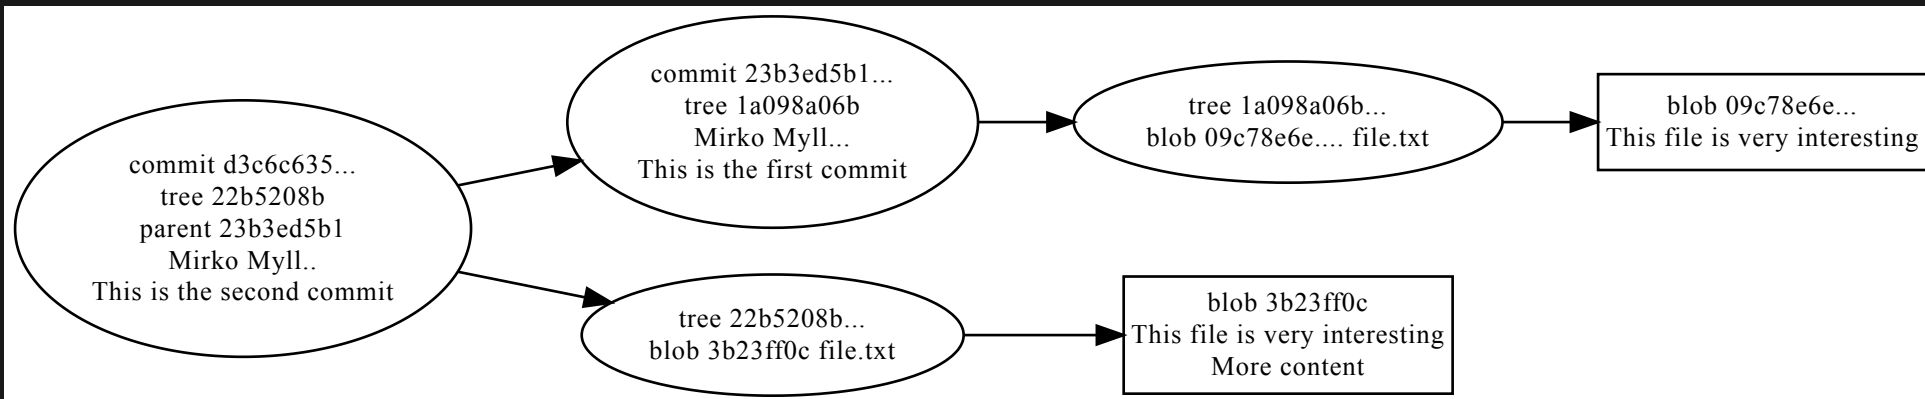 commit d3c6c635...
tree 22b5208b
parent 23b3ed5b1
Mirko Myll..
This is the second commit
commit 23b3ed5b1...
tree 1a098a06b
Mirko Myll...
This is the first commit
tree 1a098a06b...
blob 09c78e6e.... file.txt
blob 09c78e6e...
This file is very interesting
tree 22b5208b...
blob 3b23ff0c file.txt
blob 3b23ff0c
This file is very interesting
More content